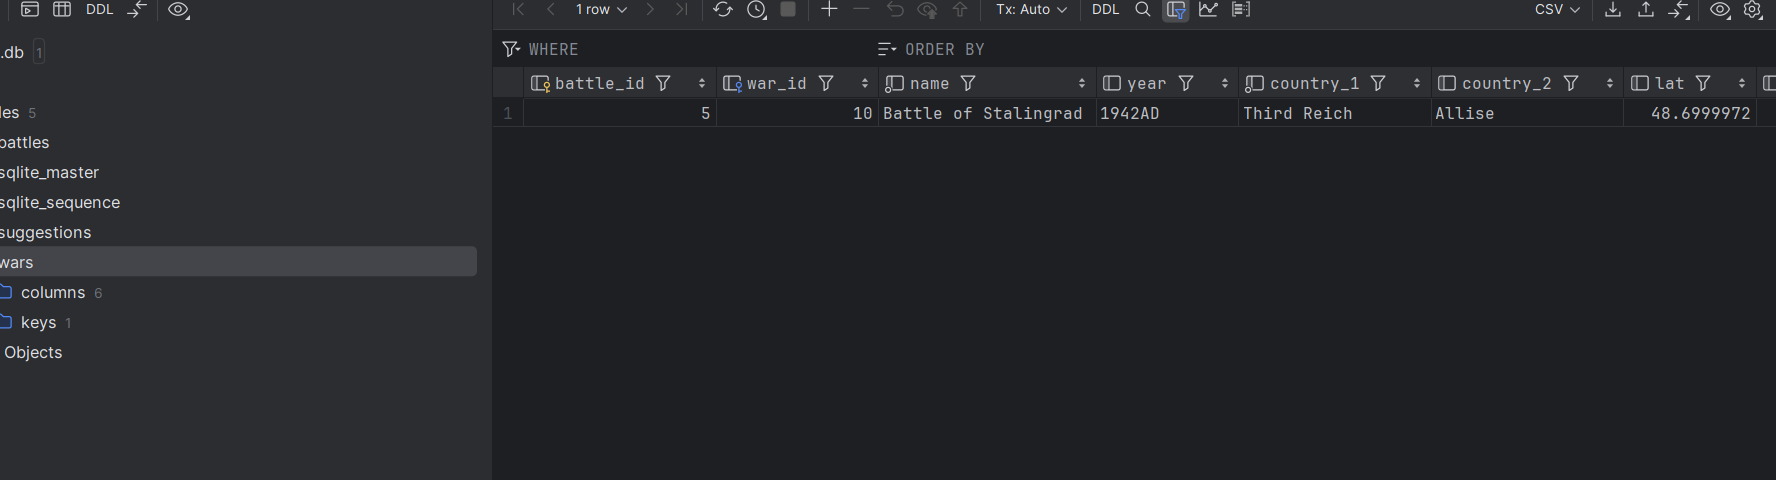 DDL
1 row Tx: Auto DDL CSV
.db 1
WHERE ORDER BY
battle_id war_id name year country_1 country_2 lat
les 5
1 5 10 Battle of Stalingrad 1942AD Third Reich Allise 48.6999972
battles
sqlite_master
sqlite_sequence
suggestions
wars
columns 6
keys 1
Objects